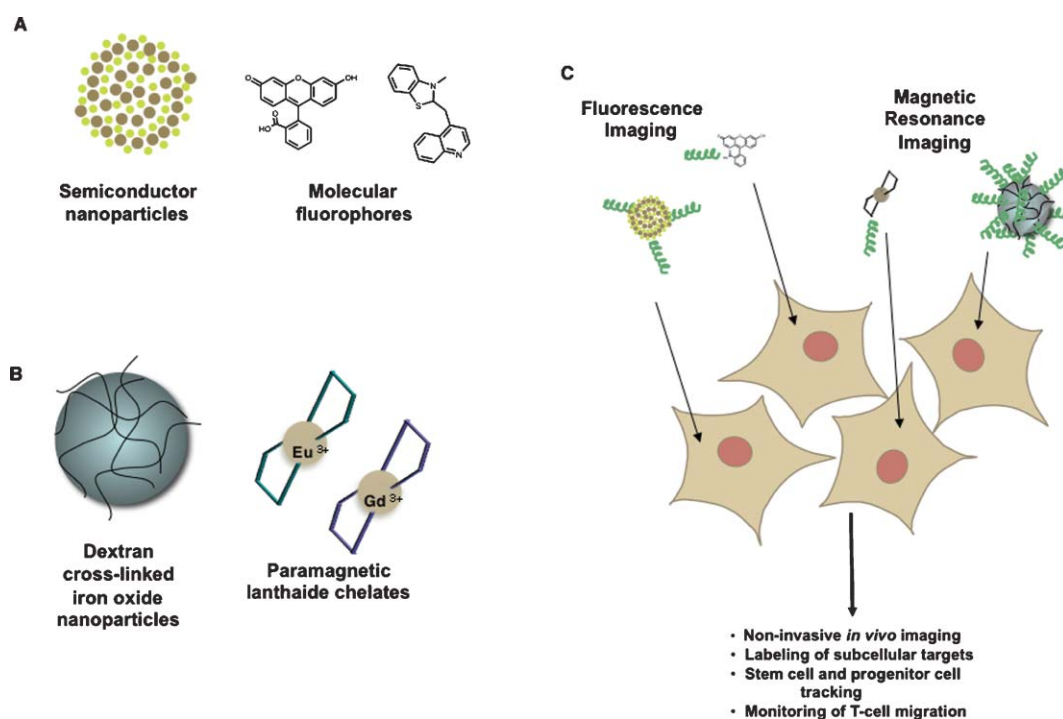 A
O
O
OH
O
HO
N
S
N
Semiconductor
nanoparticles
Molecular
fluorophores
B
Eu 3+
Gd 3+
Dextran
cross-linked
iron oxide
nanoparticles
Paramagnetic
lanthaide chelates
C
Fluorescence
Imaging
Magnetic
Resonance
Imaging
• Non-invasive in vivo imaging
• Labeling of subcellular targets
• Stem cell and progenitor cell
tracking
• Monitoring of T-cell migration